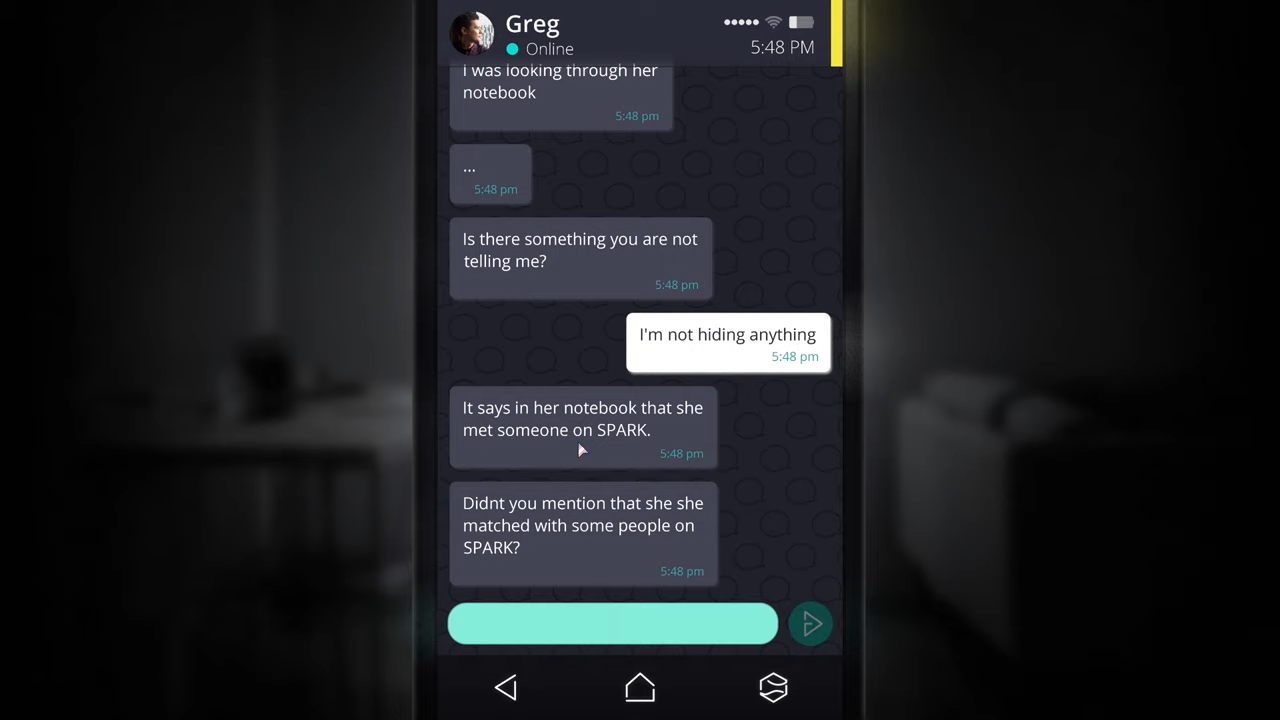 Greg
Online
5:48 PM
I was looking through her
notebook
5:48 pm
...
5:48 pm
Is there something you are not
telling me?
5:48 pm
I'm not hiding anything
5:48 pm
It says in her notebook that she
met someone on SPARK.
5:48 pm
Didnt you mention that she she
matched with some people on
SPARK?
5:48 pm